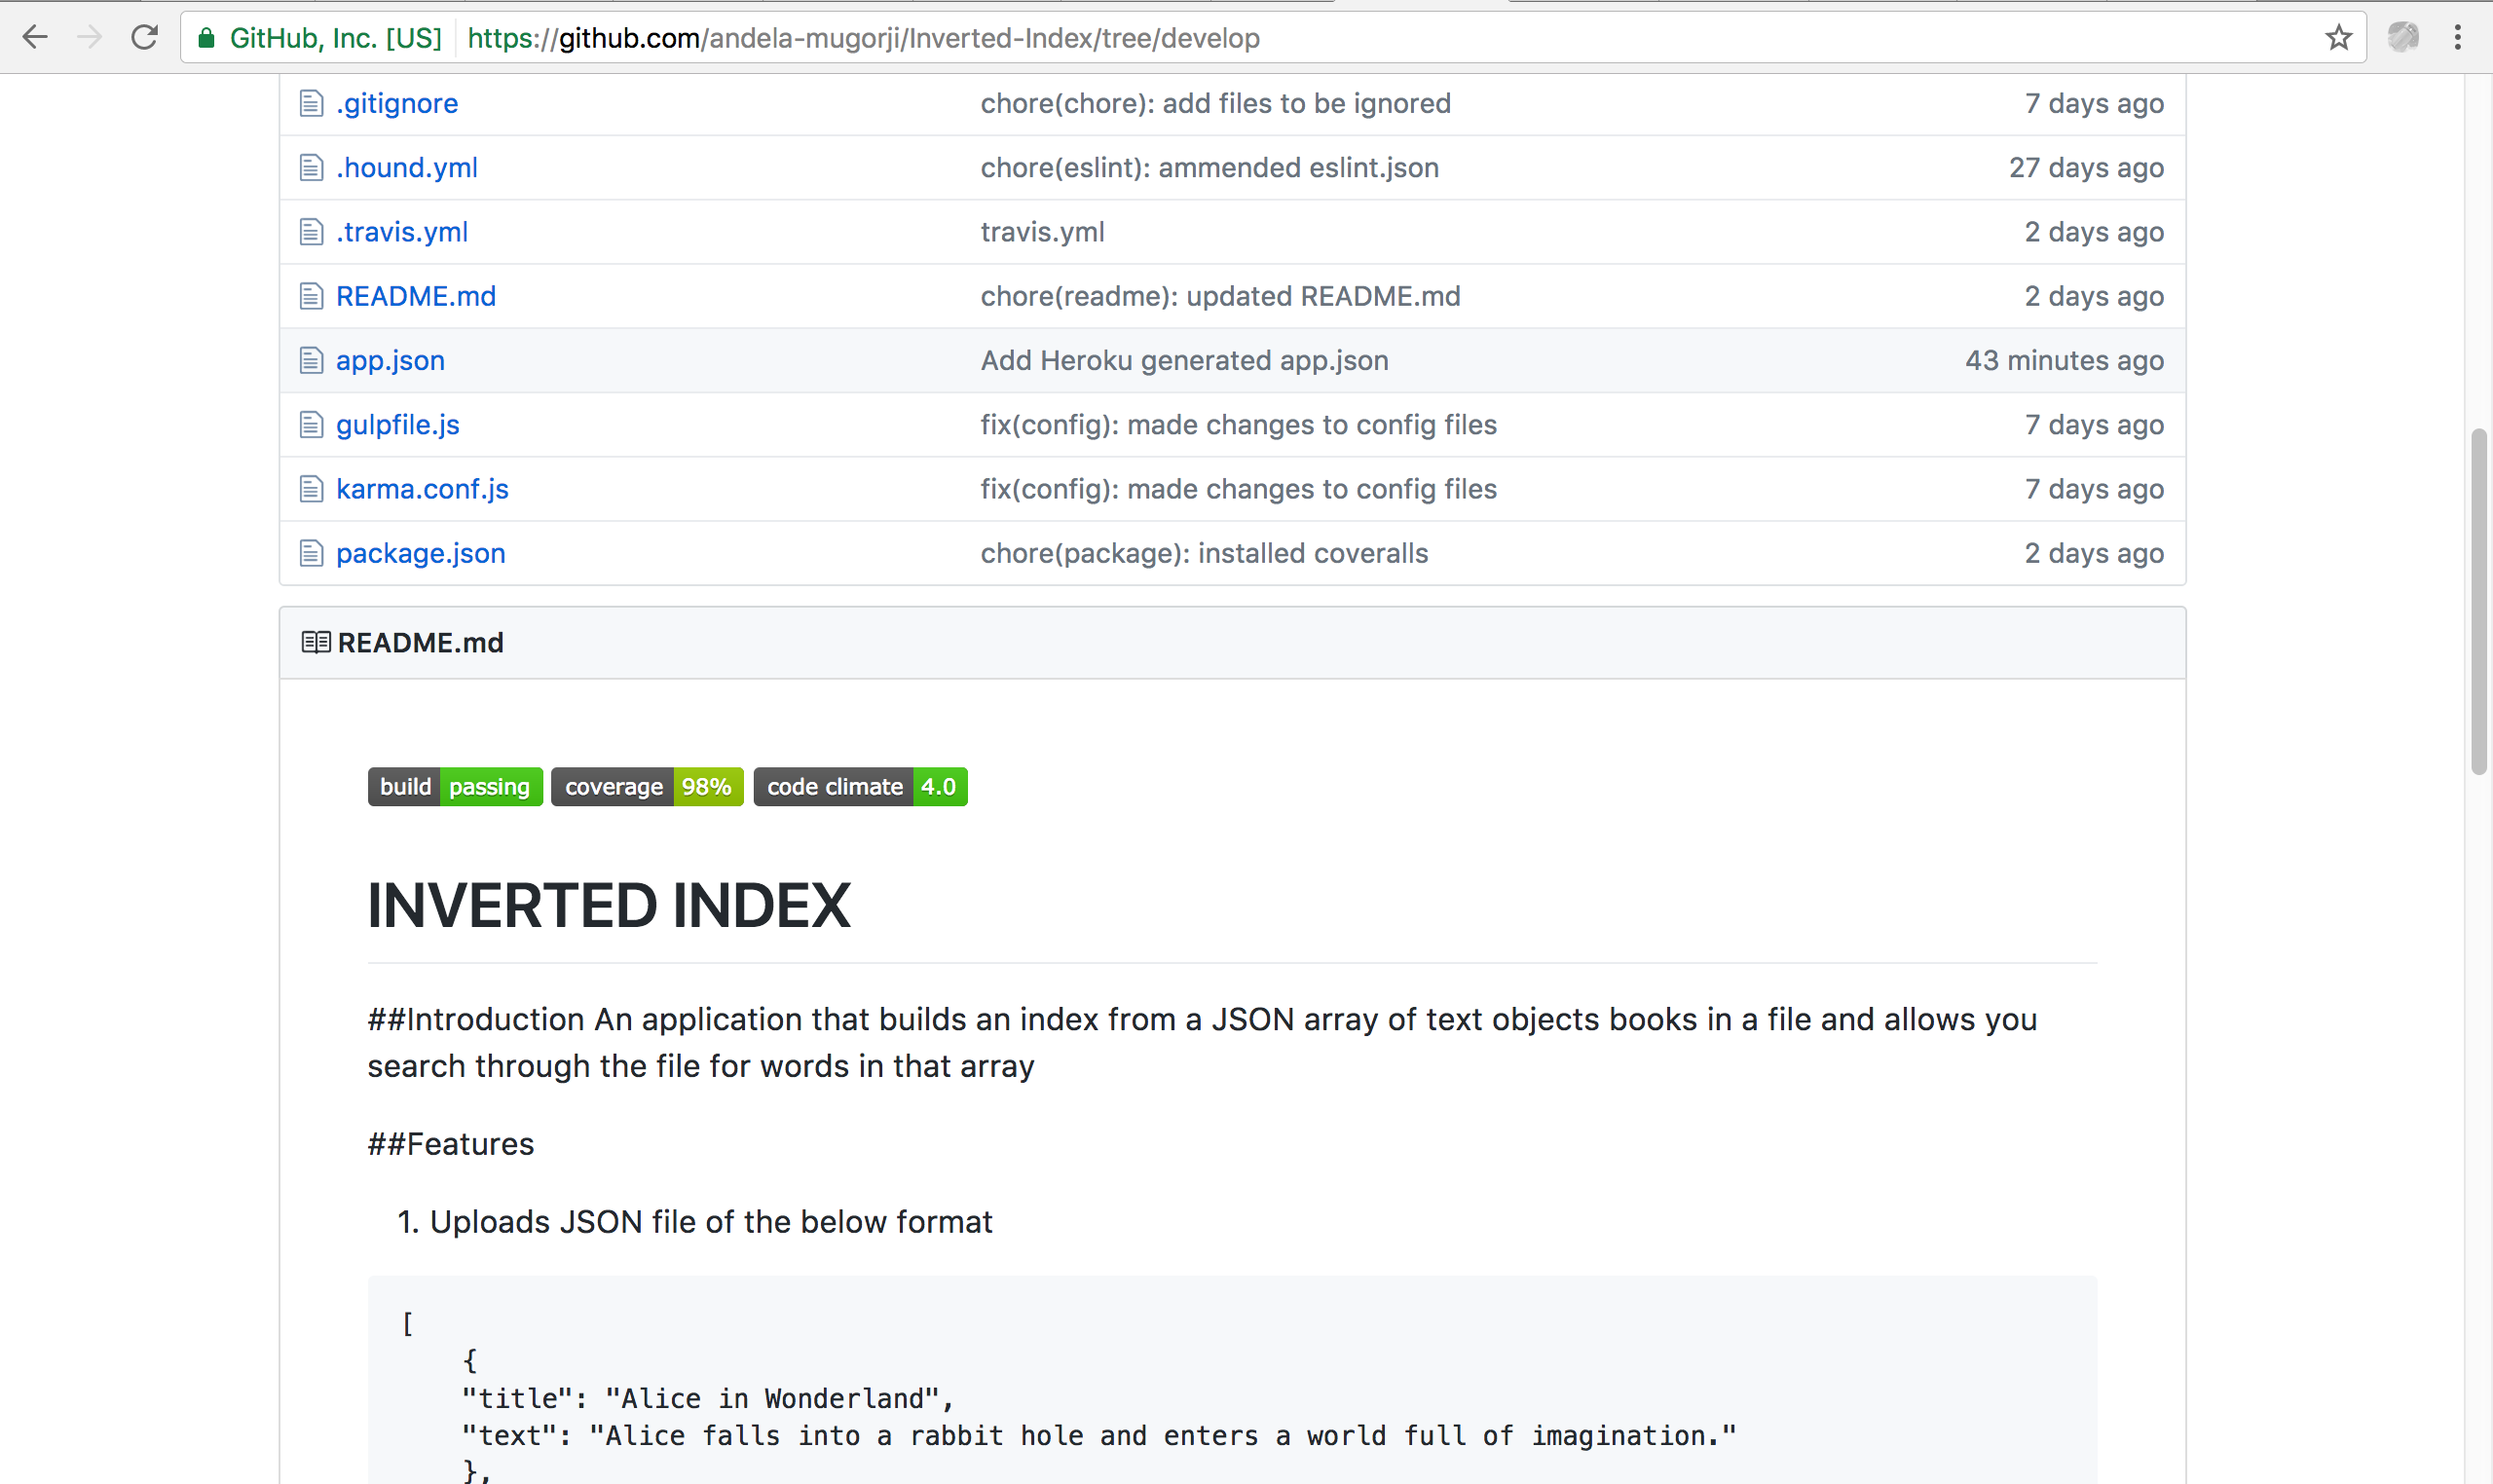 GitHub, Inc. [US] https://github.com/andela-mugorji/Inverted-Index/tree/develop
.gitignore chore(chore): add files to be ignored 7 days ago
.hound.yml chore(eslint): ammended eslint.json 27 days ago
.travis.yml travis.yml 2 days ago
README.md chore(readme): updated README.md 2 days ago
app.json Add Heroku generated app.json 43 minutes ago
gulpfile.js fix(config): made changes to config files 7 days ago
karma.conf.js fix(config): made changes to config files 7 days ago
package.json chore(package): installed coveralls 2 days ago
README.md
build passing coverage 98% code climate 4.0
INVERTED INDEX
##Introduction An application that builds an index from a JSON array of text objects books in a file and allows you
search through the file for words in that array
##Features
1. Uploads JSON file of the below format
[
{
"title": "Alice in Wonderland",
"text": "Alice falls into a rabbit hole and enters a world full of imagination."
},